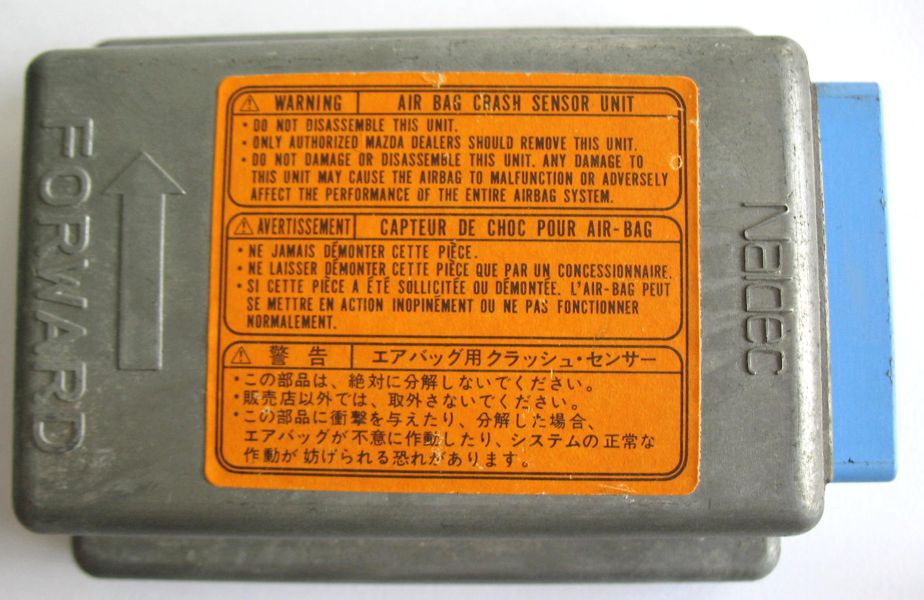 FORWARD
WARNING AIR BAG CRASH SENSOR UNIT
• DO NOT DISASSEMBLE THIS UNIT.
• ONLY AUTHORIZED MAZDA DEALERS SHOULD REMOVE THIS UNIT.
• DO NOT DAMAGE OR DISASSEMBLE THIS UNIT. ANY DAMAGE TO
THIS UNIT MAY CAUSE THE AIRBAG TO MALFUNCTION OR ADVERSELY
AFFECT THE PERFORMANCE OF THE ENTIRE AIRBAG SYSTEM.
AVERTISSEMENT CAPTEUR DE CHOC POUR AIR-BAG
• NE JAMAIS DÉMONTER CETTE PIÈCE.
• NE LAISSER DÉMONTER CETTE PIÈCE QUE PAR UN CONCESSIONNAIRE.
• SI CETTE PIÈCE A ÉTÉ SOLLICITÉE OU DÉMONTÉE. L'AIR-BAG PEUT
SE METTRE EN ACTION INOPINÉMENT OU NE PAS FONCTIONNER
NORMALEMENT.
警告 エアバッグ用クラッシュ・センサー
・この部品は、絶対に分解しないでください。
・販売店以外では、取外さないでください。
・この部品に衝撃を与えたり、分解した場合、
エアバッグが不意に作動したり、システムの正常な
作動が妨げられる恐れがあります。
Naldec